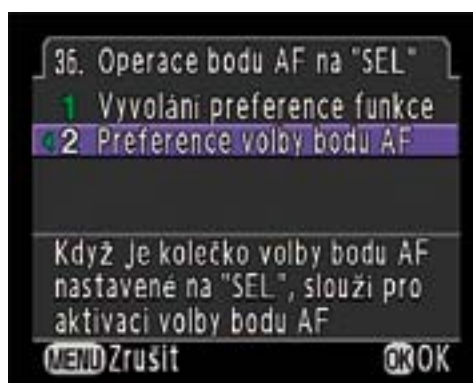 36. Operace bodu AF na "SEL"
1 Vyvolání preference funkce
2 Preference volby bodu AF
Když je kolečko volby bodu AF
nastavené na "SEL", slouží pro
aktivaci volby bodu AF
MENU Zrušit OK OK